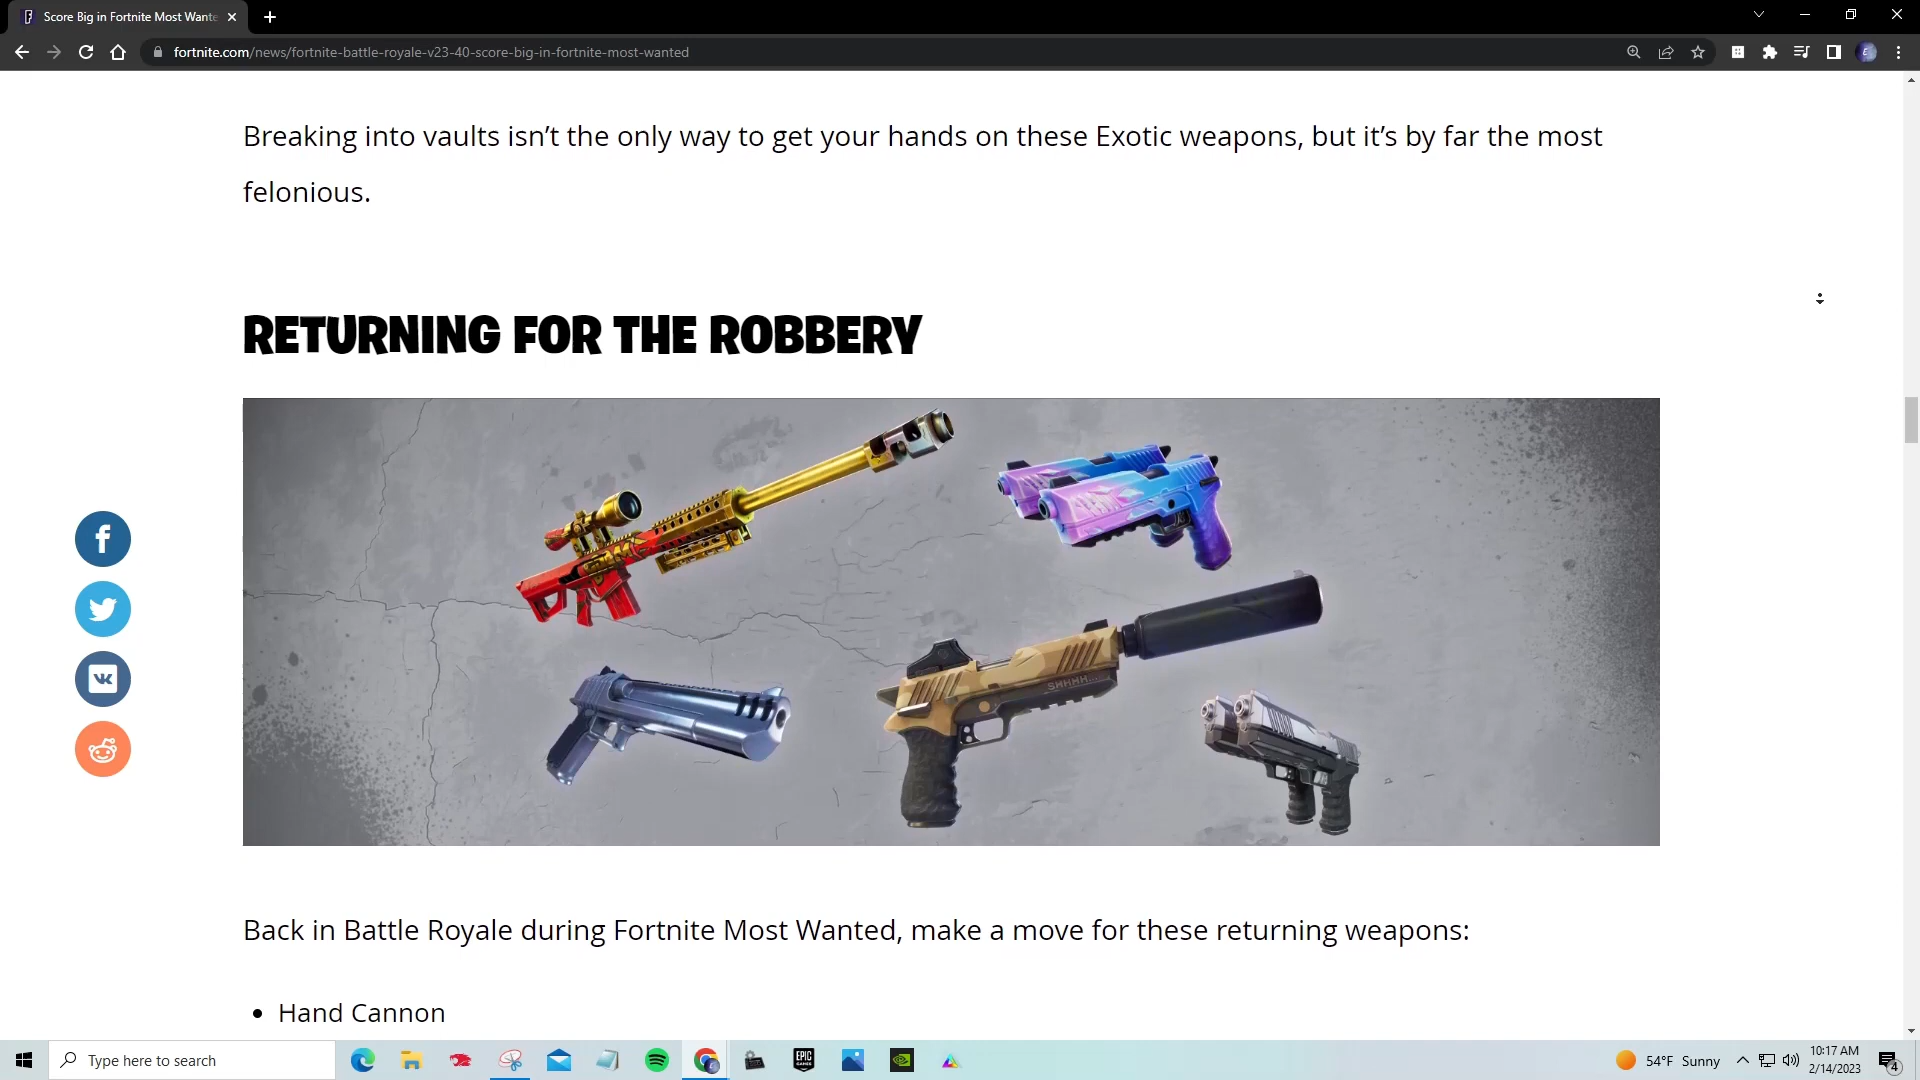 Score Big in Fortnite Most Wante
fortnite.com/news/fortnite-battle-royale-v23-40-score-big-in-fortnite-most-wanted
Breaking into vaults isn’t the only way to get your hands on these Exotic weapons, but it’s by far the most
felonious.
RETURNING FOR THE ROBBERY
SHHHH...
Back in Battle Royale during Fortnite Most Wanted, make a move for these returning weapons:
• Hand Cannon
Type here to search
EPIC
GAMES
54°F Sunny
10:17 AM
2/14/2023
4